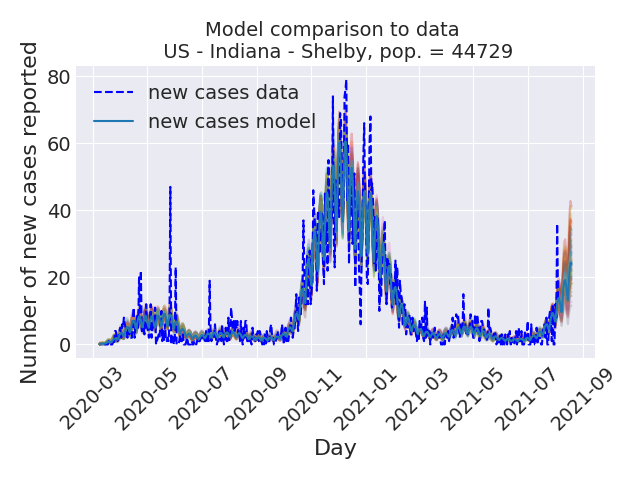 Model comparison to data
US - Indiana - Shelby, pop. = 44729
Number of new cases reported
80
60
40
20
0
new cases data
new cases model
2020-03
2020-05
2020-07
2020-09
2020-11
2021-01
2021-03
2021-05
2021-07
2021-09
Day